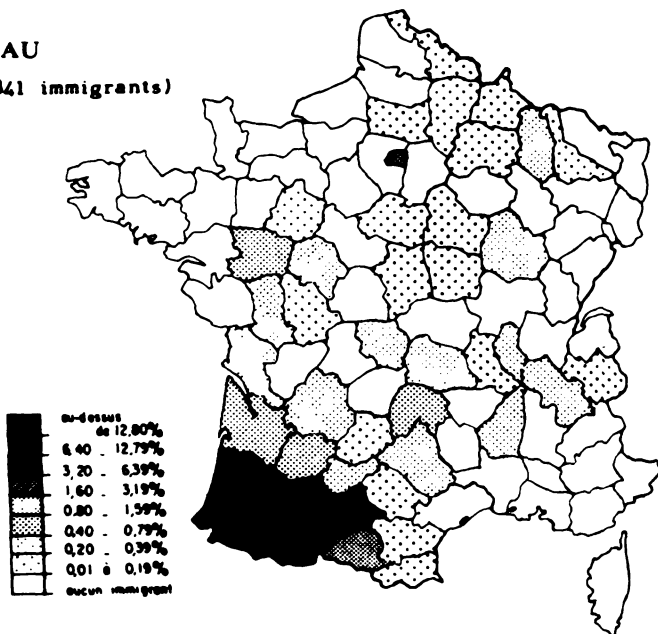 AU
341 immigrants)
au-dessus
de 12,80%
6,40 - 12,79%
3,20 - 6,39%
1,60 - 3,19%
0,80 - 1,59%
0,40 - 0,79%
0,20 - 0,39%
0,01 à 0,19%
aucun immigrant